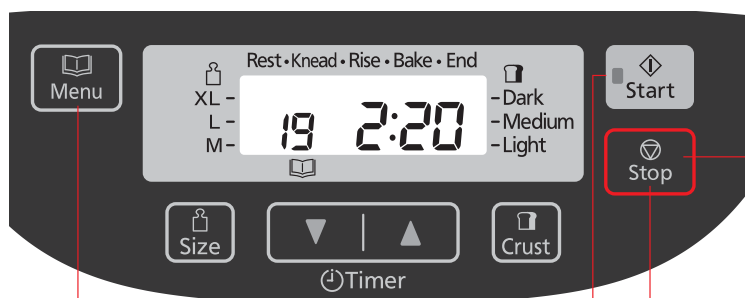 Menu
Rest • Knead • Rise • Bake • End
XL –
L –
M –
19 2:20
– Dark
– Medium
– Light
Start
Stop
Size
Timer
Crust